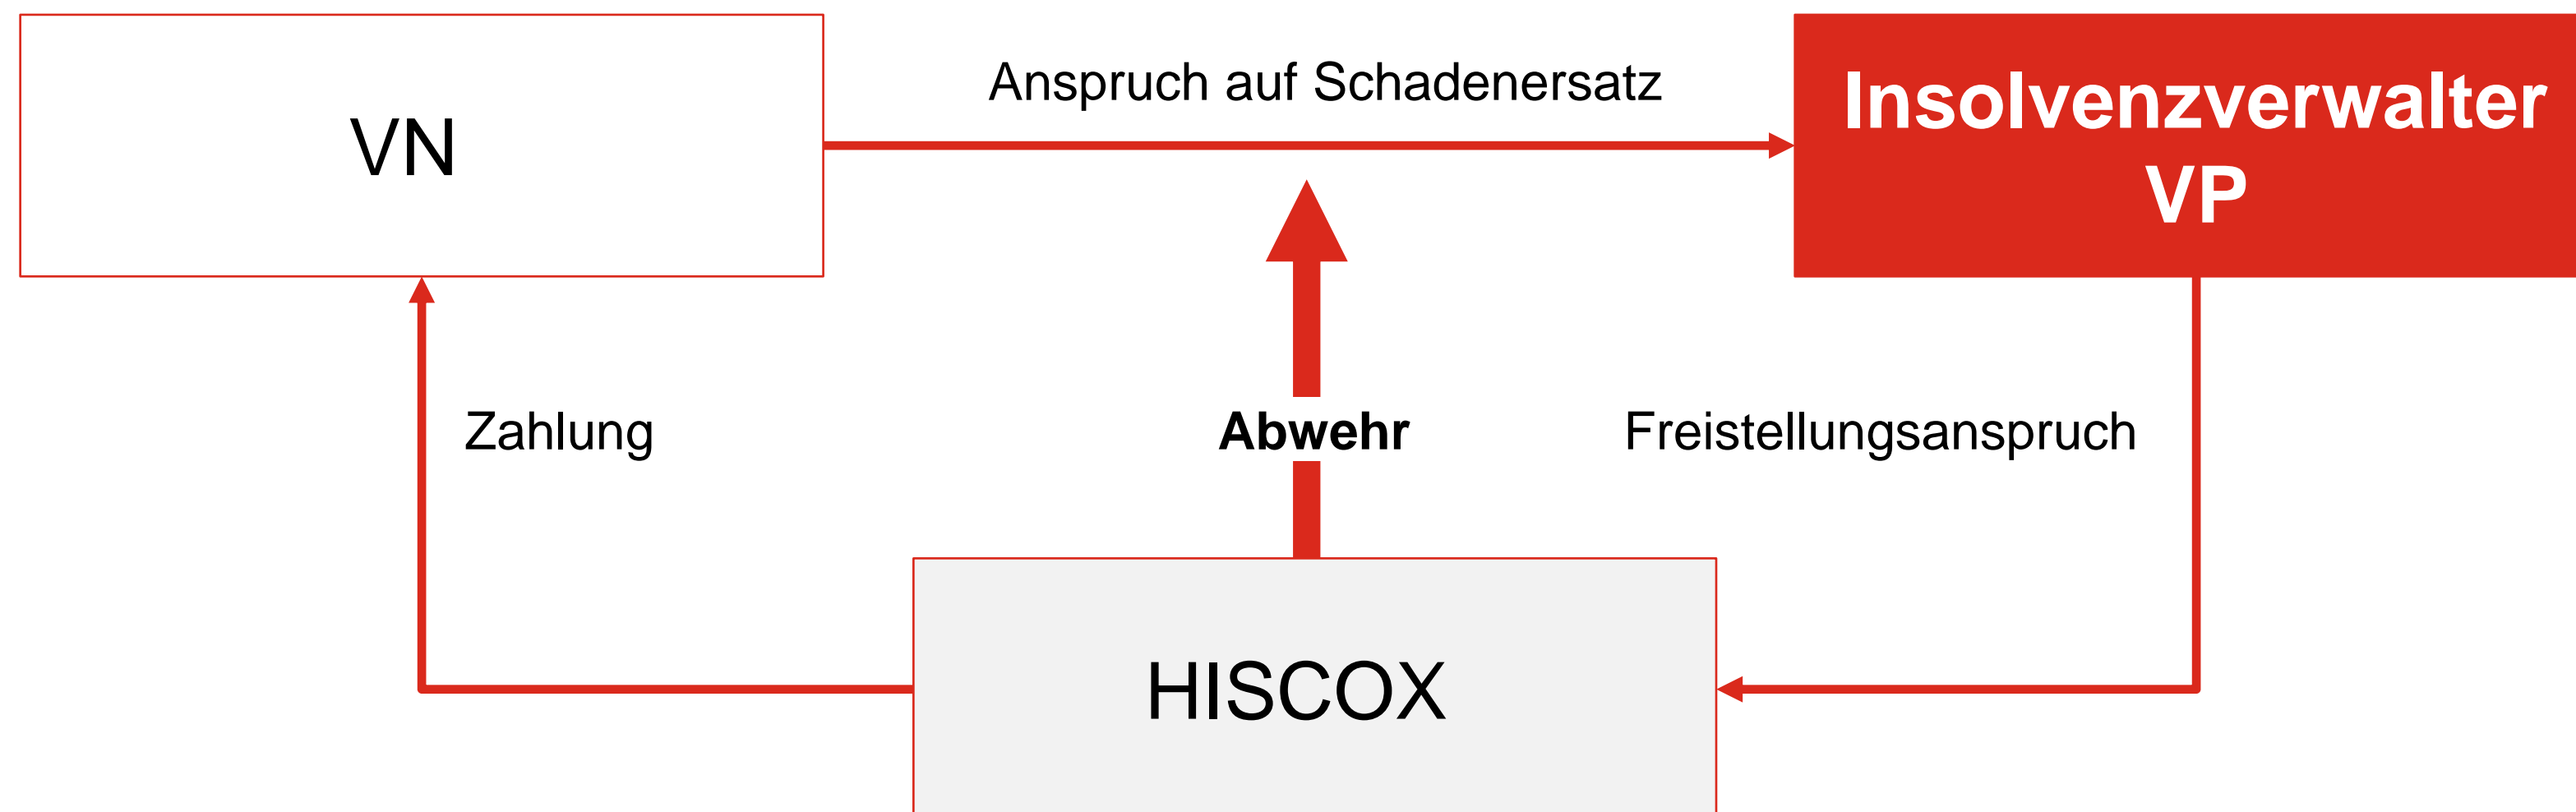 VN
Anspruch auf Schadenersatz
Insolvenzverwalter
VP
Zahlung
Abwehr
Freistellungsanspruch
HISCOX